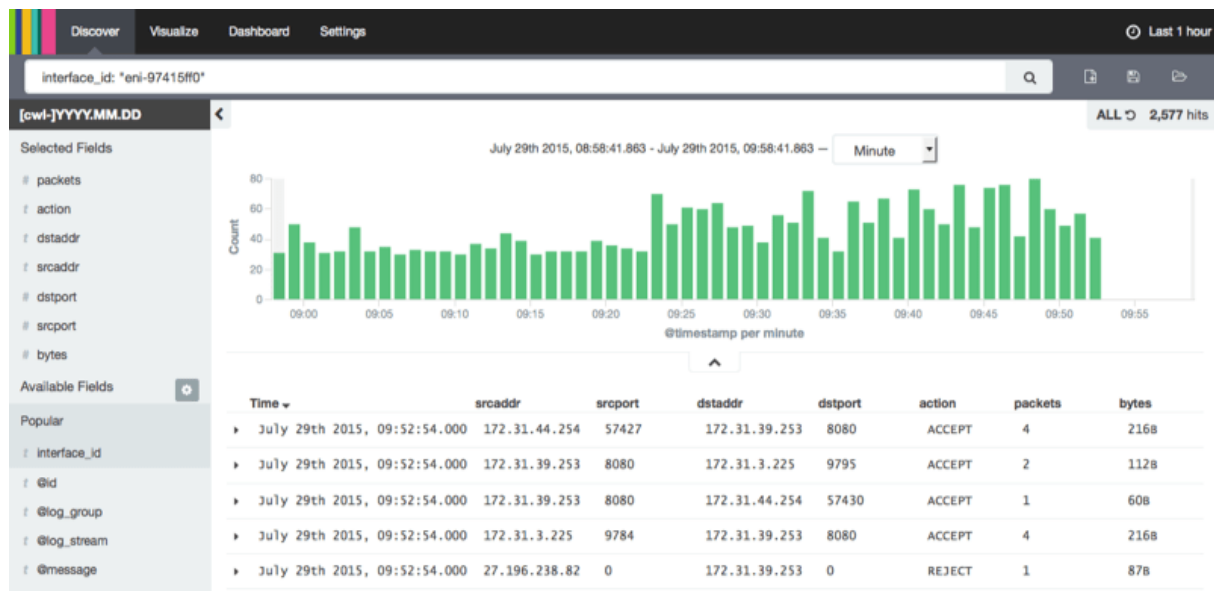 Discover Visualize Dashboard Settings Last 1 hour
interface_id: "eni-97415ff0"
[cwl-]YYYY.MM.DD
ALL 2,577 hits
Selected Fields
# packets
t action
t dstaddr
t srcaddr
# dstport
# srcport
# bytes
Available Fields
Popular
t interface_id
t @id
t @log_group
t @log_stream
t @message
July 29th 2015, 08:58:41.863 - July 29th 2015, 09:58:41.863 — Minute
Count
80
60
40
20
0
09:00 09:05 09:10 09:15 09:20 09:25 09:30 09:35 09:40 09:45 09:50 09:55
@timestamp per minute
Time srcaddr srcport dstaddr dstport action packets bytes
July 29th 2015, 09:52:54.000 172.31.44.254 57427 172.31.39.253 8080 ACCEPT 4 216B
July 29th 2015, 09:52:54.000 172.31.39.253 8080 172.31.3.225 9795 ACCEPT 2 112B
July 29th 2015, 09:52:54.000 172.31.39.253 8080 172.31.44.254 57430 ACCEPT 1 60B
July 29th 2015, 09:52:54.000 172.31.3.225 9784 172.31.39.253 8080 ACCEPT 4 216B
July 29th 2015, 09:52:54.000 27.196.238.82 0 172.31.39.253 0 REJECT 1 87B